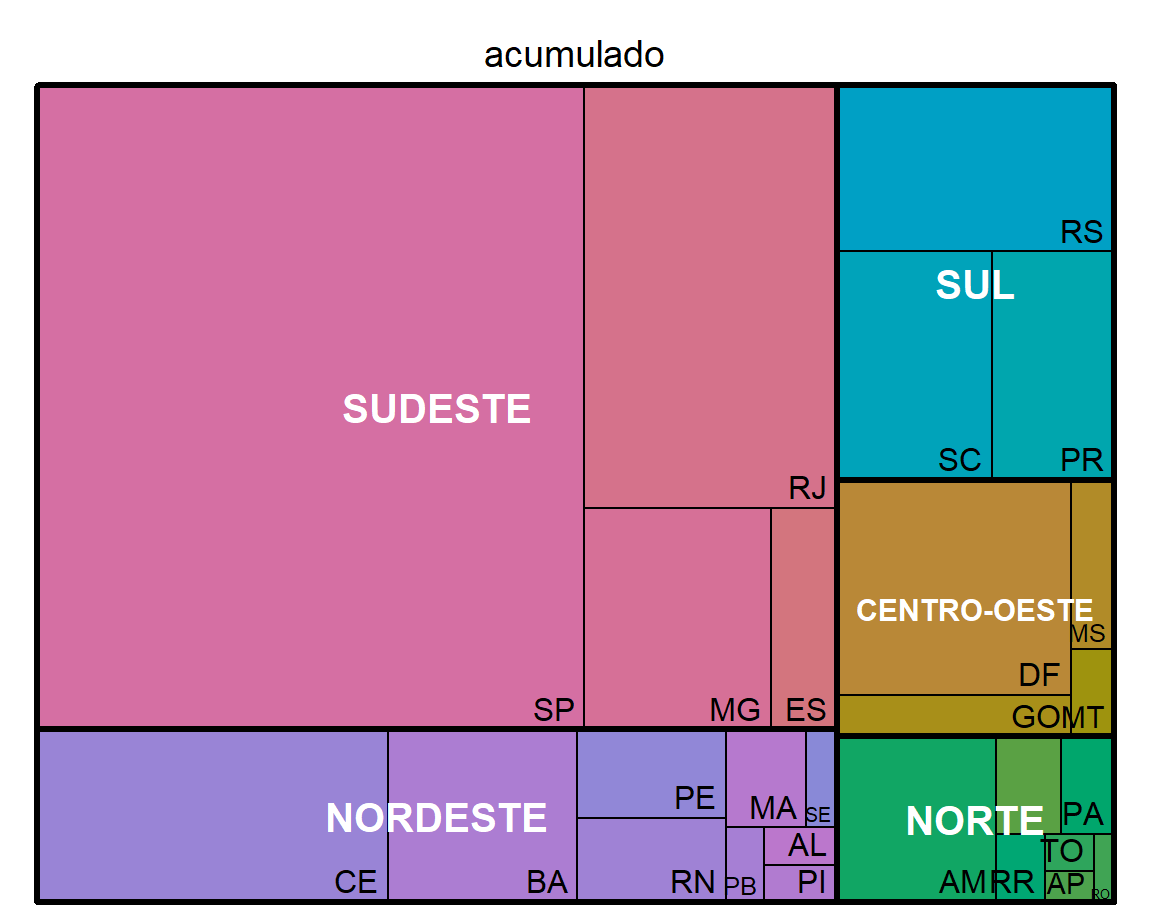 acumulado
RS
SUL
SC
PR
SUDESTE
RJ
SP
MG
ES
CENTRO-OESTE
MS
DF
GO
MT
NORDESTE
CE
BA
PE
RN
MA
SE
PB
AL
PI
NORTE
PA
AM
RR
TO
AP
RO